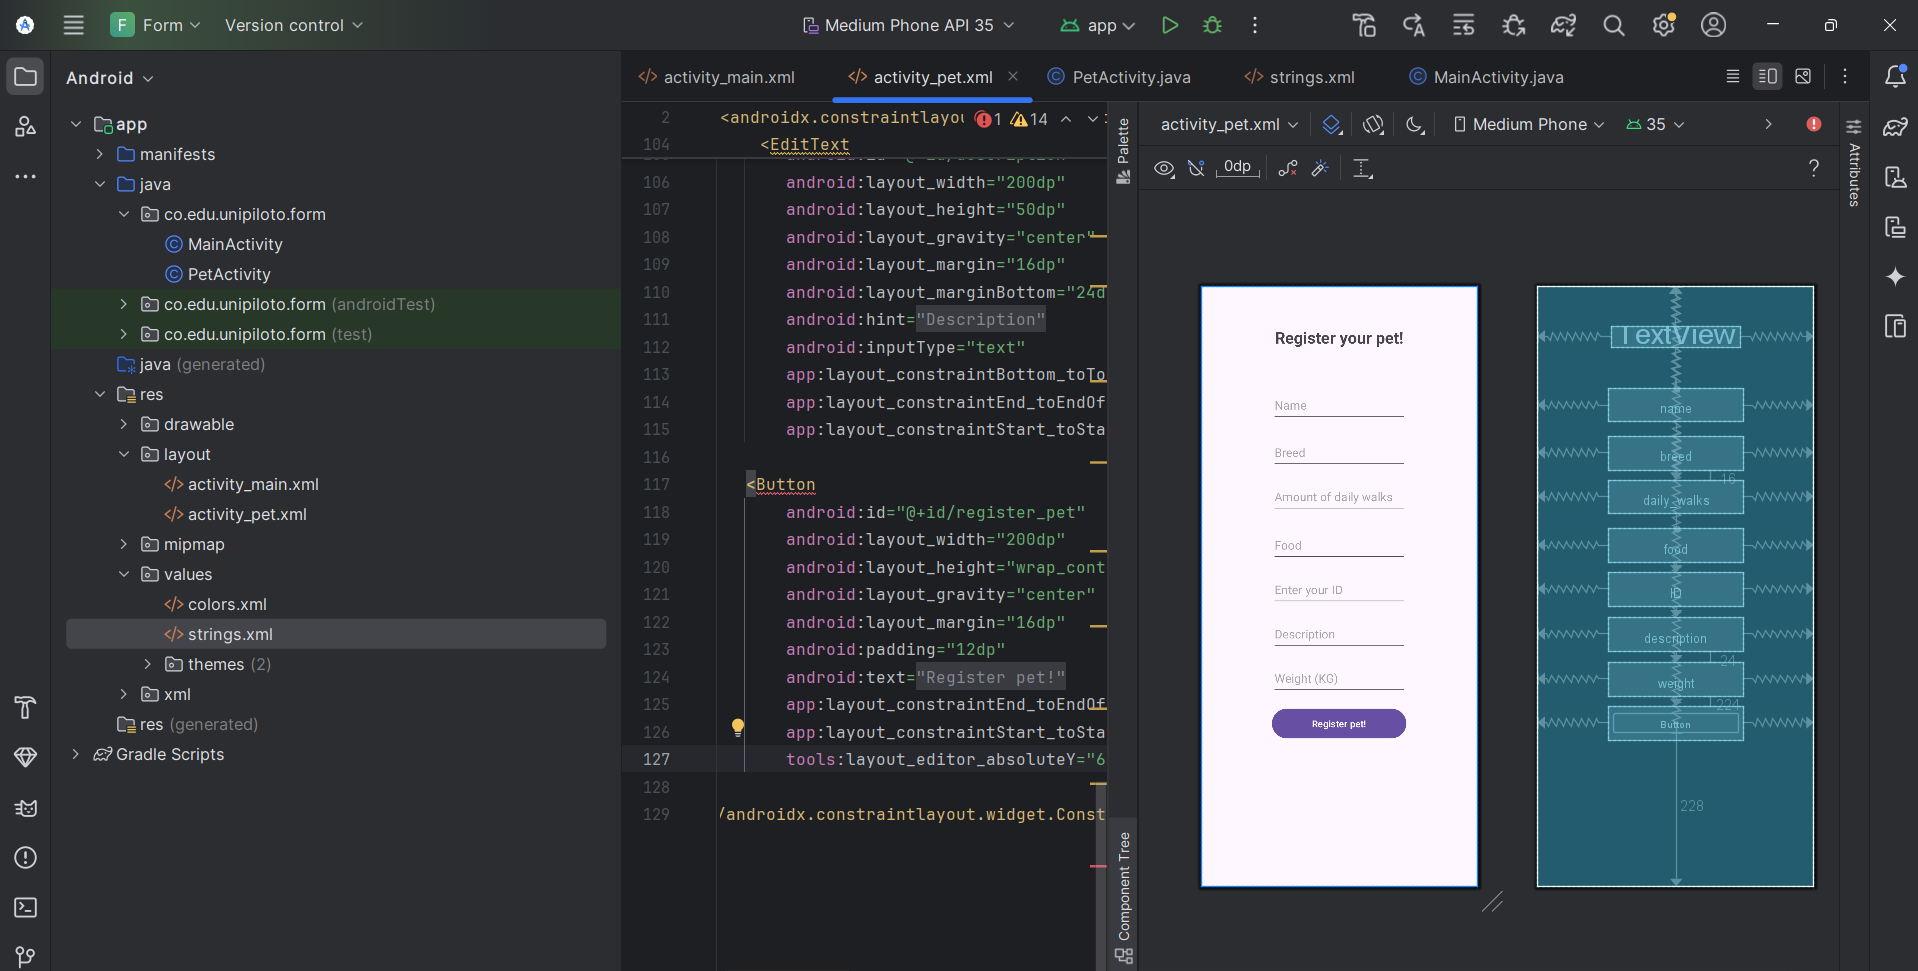 F Form
Version control
Medium Phone API 35
app
Android
app
manifests
java
co.edu.unipiloto.form
MainActivity
PetActivity
co.edu.unipiloto.form (androidTest)
co.edu.unipiloto.form (test)
java (generated)
res
drawable
layout
activity_main.xml
activity_pet.xml
mipmap
values
colors.xml
strings.xml
themes (2)
xml
res (generated)
Gradle Scripts
activity_main.xml
activity_pet.xml
PetActivity.java
strings.xml
MainActivity.java
2 <androidx.constraintlayou 1 14
104 <EditText
106 android:layout_width="200dp"
107 android:layout_height="50dp"
108 android:layout_gravity="center"
109 android:layout_margin="16dp"
110 android:layout_marginBottom="24d
111 android:hint="Description"
112 android:inputType="text"
113 app:layout_constraintBottom_toTo
114 app:layout_constraintEnd_toEndOf
115 app:layout_constraintStart_toSta
116
117 <Button
118 android:id="@+id/register_pet"
119 android:layout_width="200dp"
120 android:layout_height="wrap_cont
121 android:layout_gravity="center"
122 android:layout_margin="16dp"
123 android:padding="12dp"
124 android:text="Register pet!"
125 app:layout_constraintEnd_toEndOf
126 app:layout_constraintStart_toSta
127 tools:layout_editor_absoluteY="6
128
129 /androidx.constraintlayout.widget.Const
Palette
Component Tree
activity_pet.xml
Medium Phone
35
0dp
?
Attributes
Register your pet!
Name
Breed
Amount of daily walks
Food
Enter your ID
Description
Weight (KG)
Register pet!
TextView
name
breed
16
daily_walks
food
ID
description
24
weight
224
Button
228